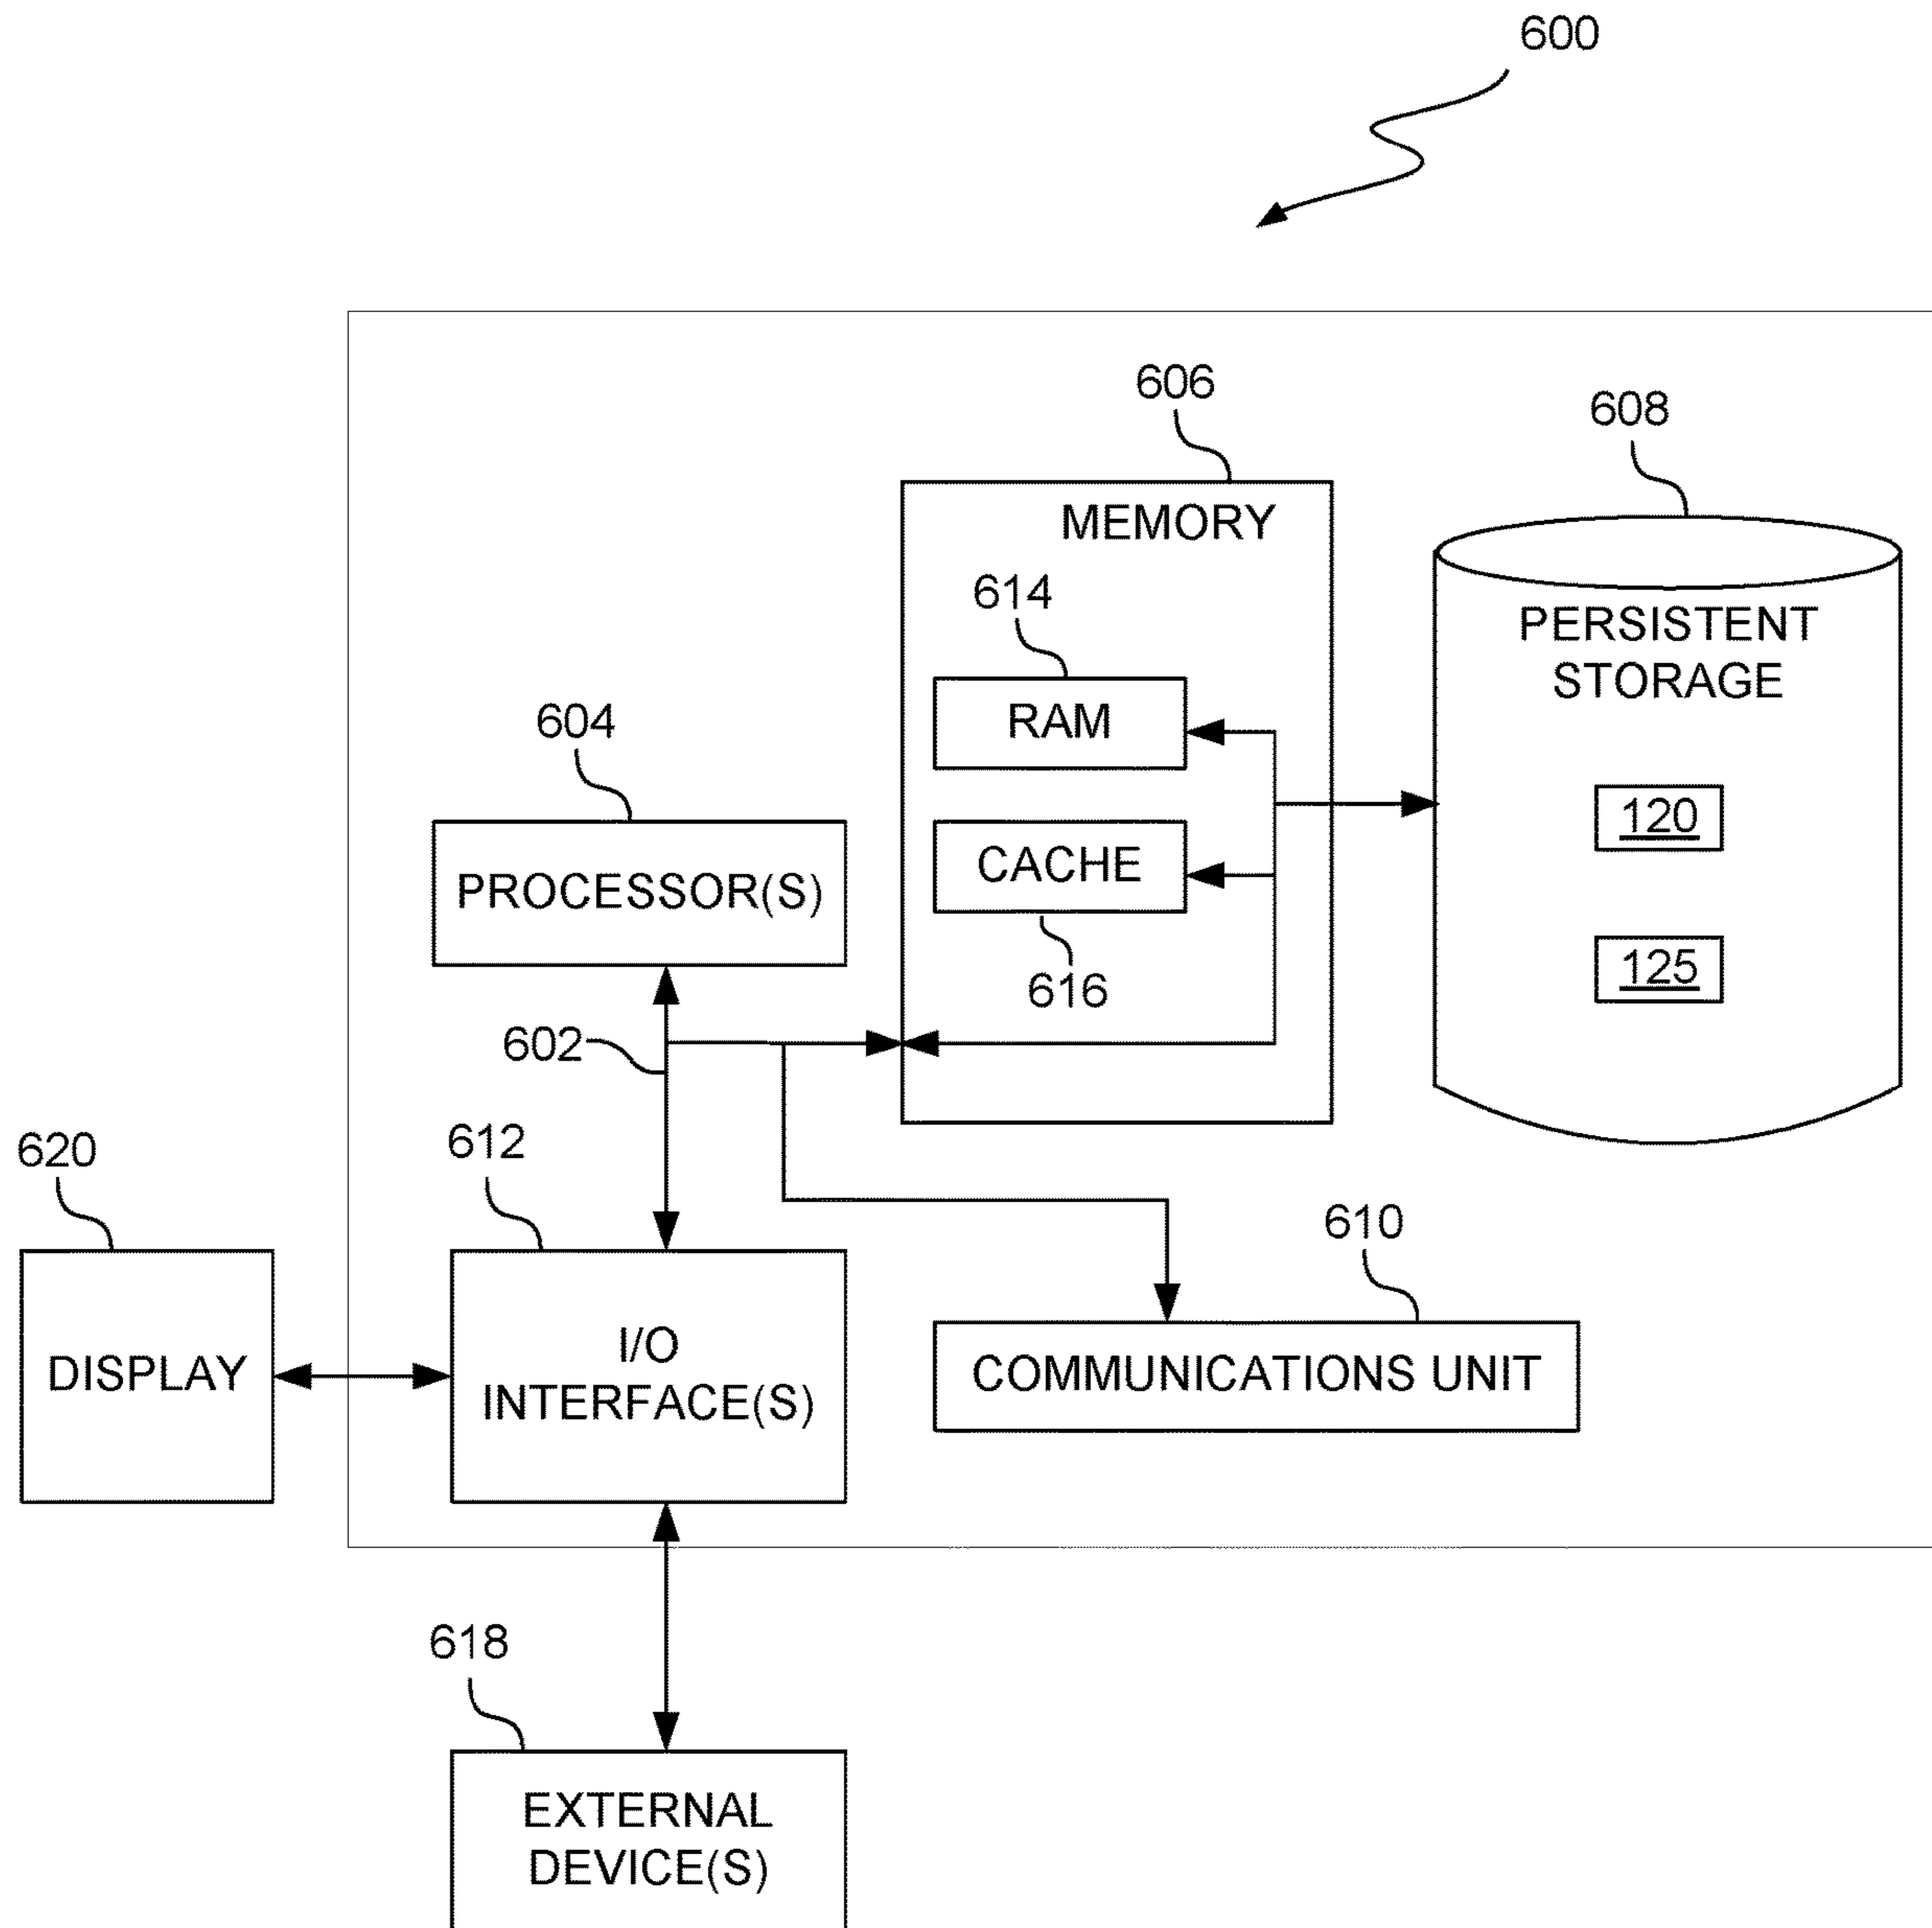 600
606
608
MEMORY
614
PERSISTENT
STORAGE
RAM
604
120
CACHE
PROCESSOR(S)
125
616
602
620
612
610
I/O
INTERFACE(S)
DISPLAY
COMMUNICATIONS UNIT
618
EXTERNAL
DEVICE(S)